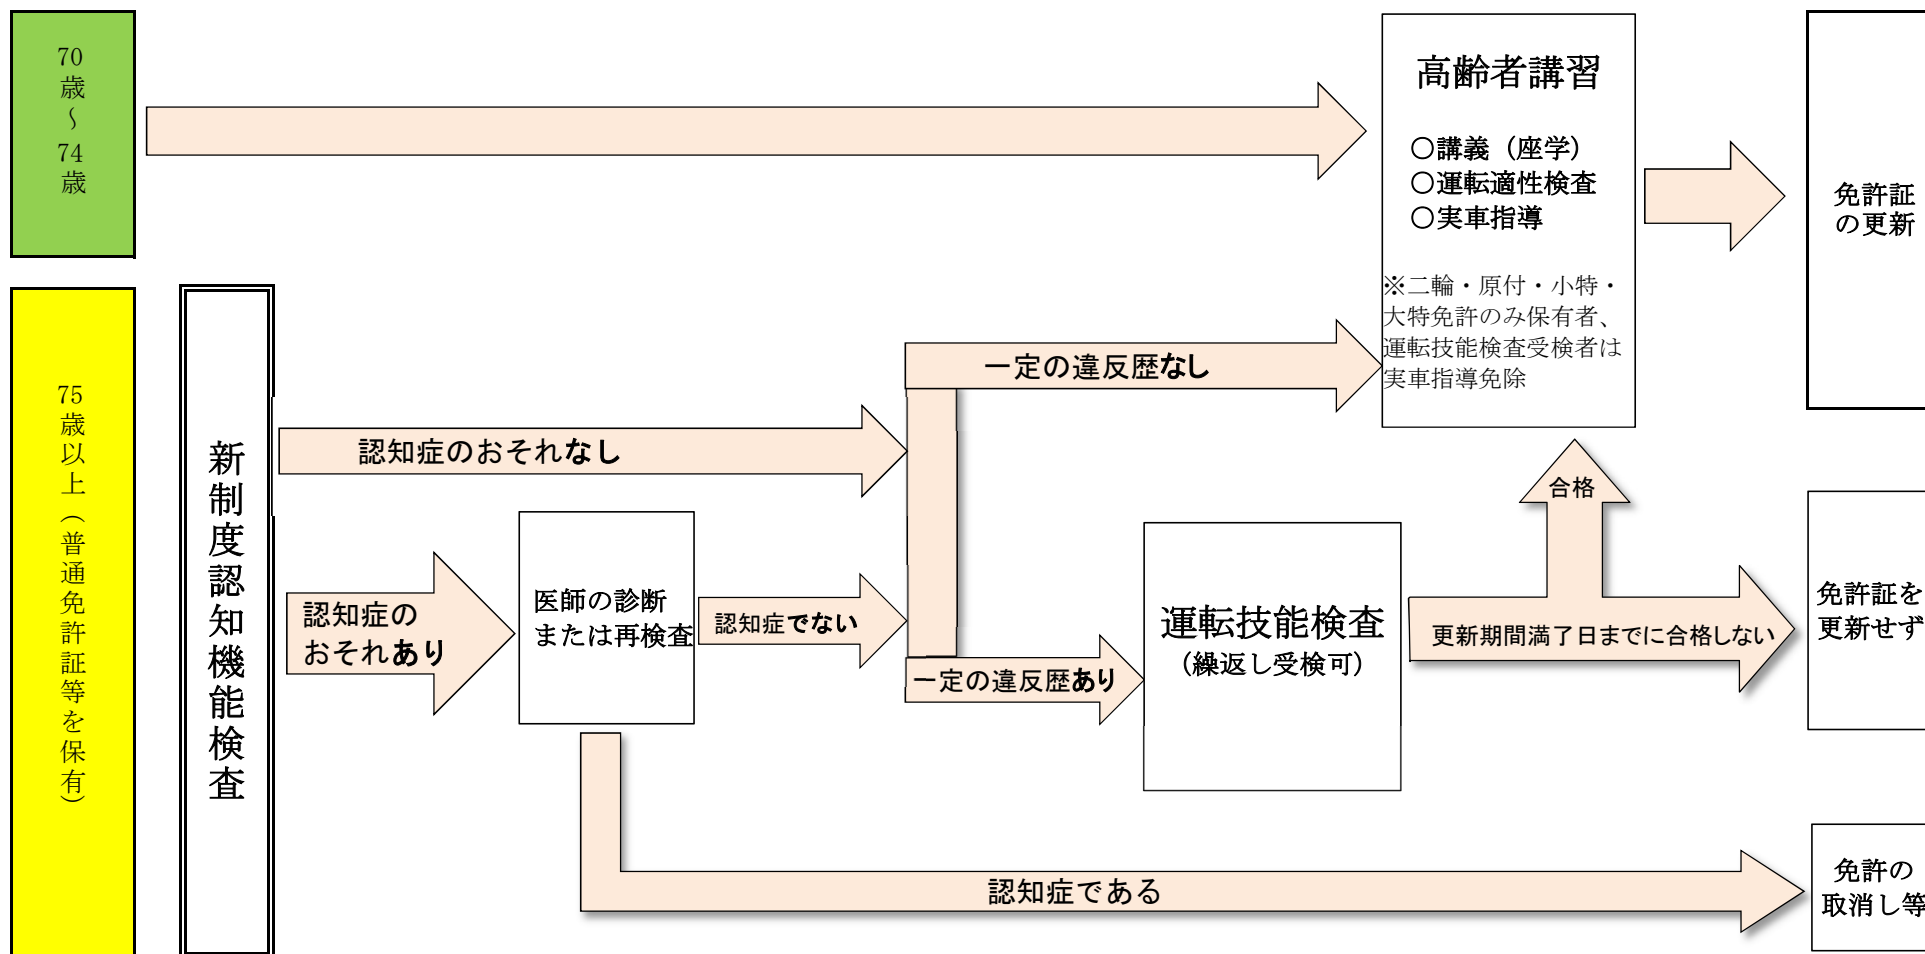 70歳～74歳
高齢者講習
○講義（座学）
○運転適性検査
○実車指導
※二輪・原付・小特・
大特免許のみ保有者、
運転技能検査受検者は
実車指導免除
免許証
の更新
75歳以上（普通免許証等を保有）
新制度認知機能検査
認知症のおそれなし
認知症の
おそれあり
医師の診断
または再検査
認知症でない
一定の違反歴なし
一定の違反歴あり
運転技能検査
（繰返し受検可）
合格
更新期間満了日までに合格しない
免許証を
更新せず
認知症である
免許の
取消し等